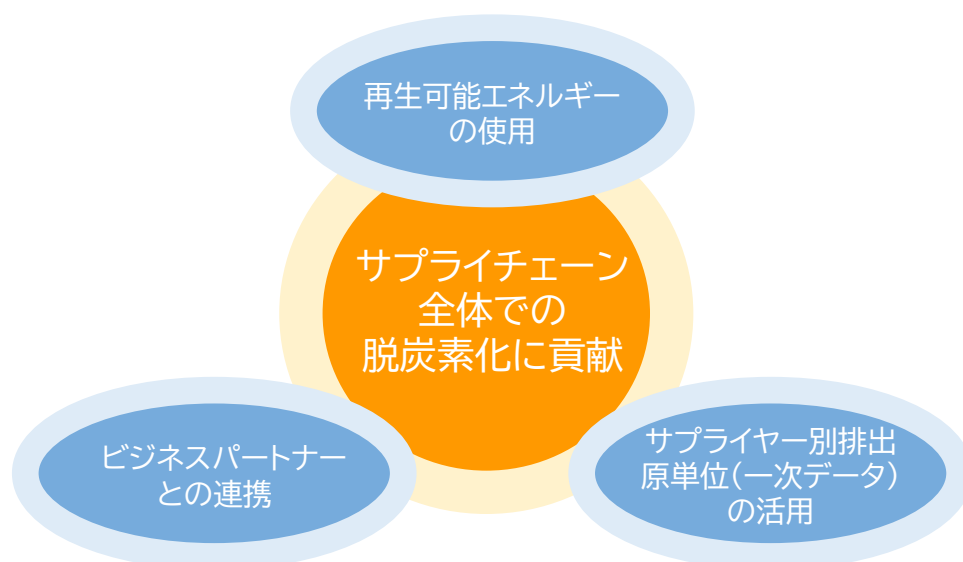 再生可能エネルギー
の使用
サプライチェーン
全体での
脱炭素化に貢献
ビジネスパートナー
との連携
サプライヤー別排出
原単位（一次データ）
の活用